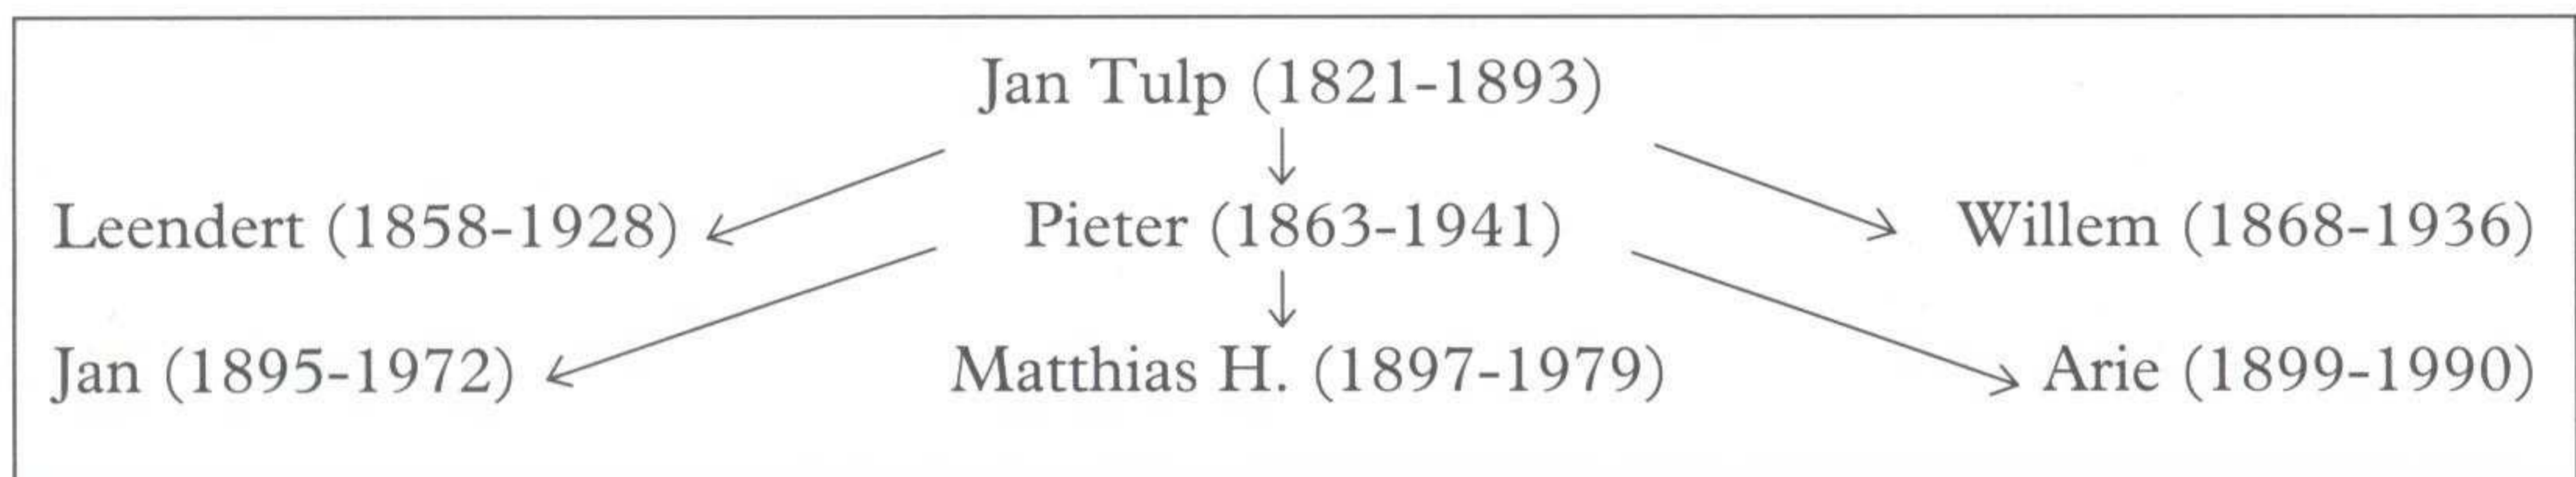 Jan Tulp (1821-1893)
Leendert (1858-1928) Pieter (1863-1941) Willem (1868-1936)
Jan (1895-1972) Matthias H. (1897-1979) Arie (1899-1990)